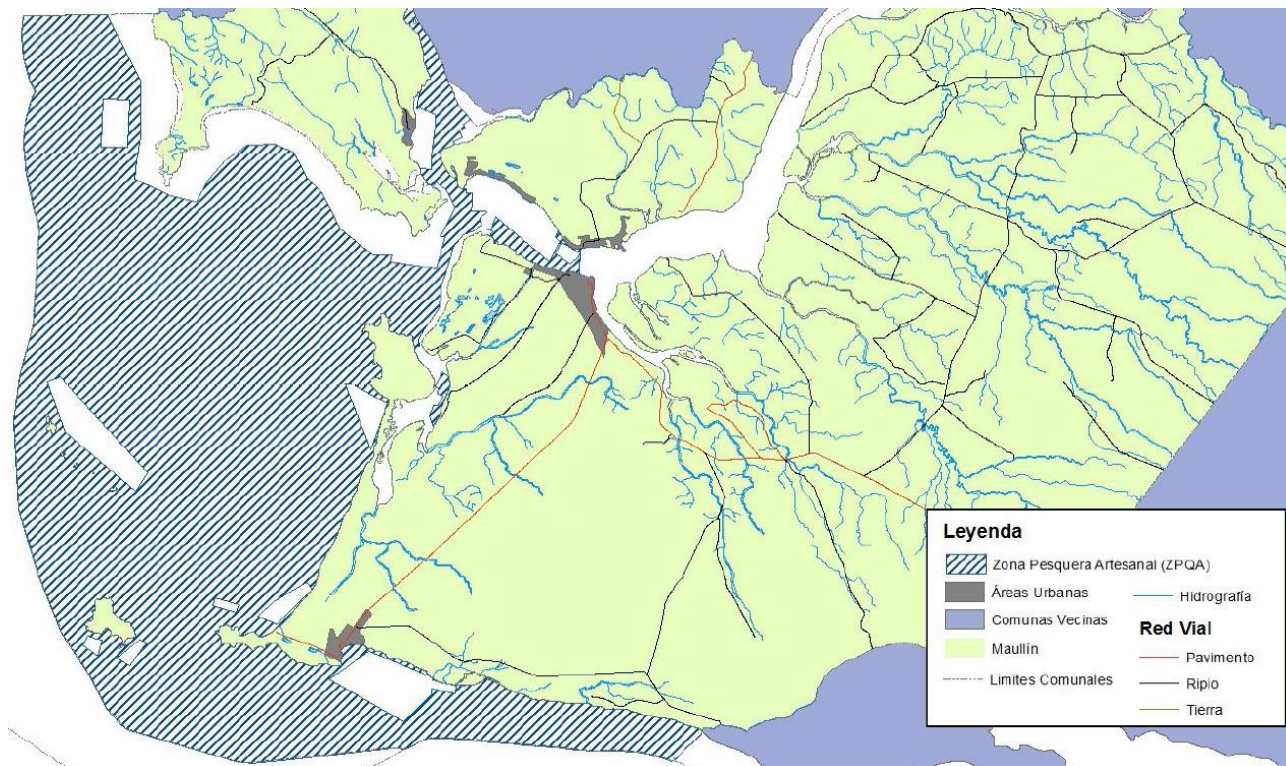 Leyenda
Zona Pesquera Artesanal (ZPQA)
Áreas Urbanas
Comunas Vecinas
Maullín
Limites Comunales
Hidrografía
Red Vial
Pavimento
Ripio
Tierra